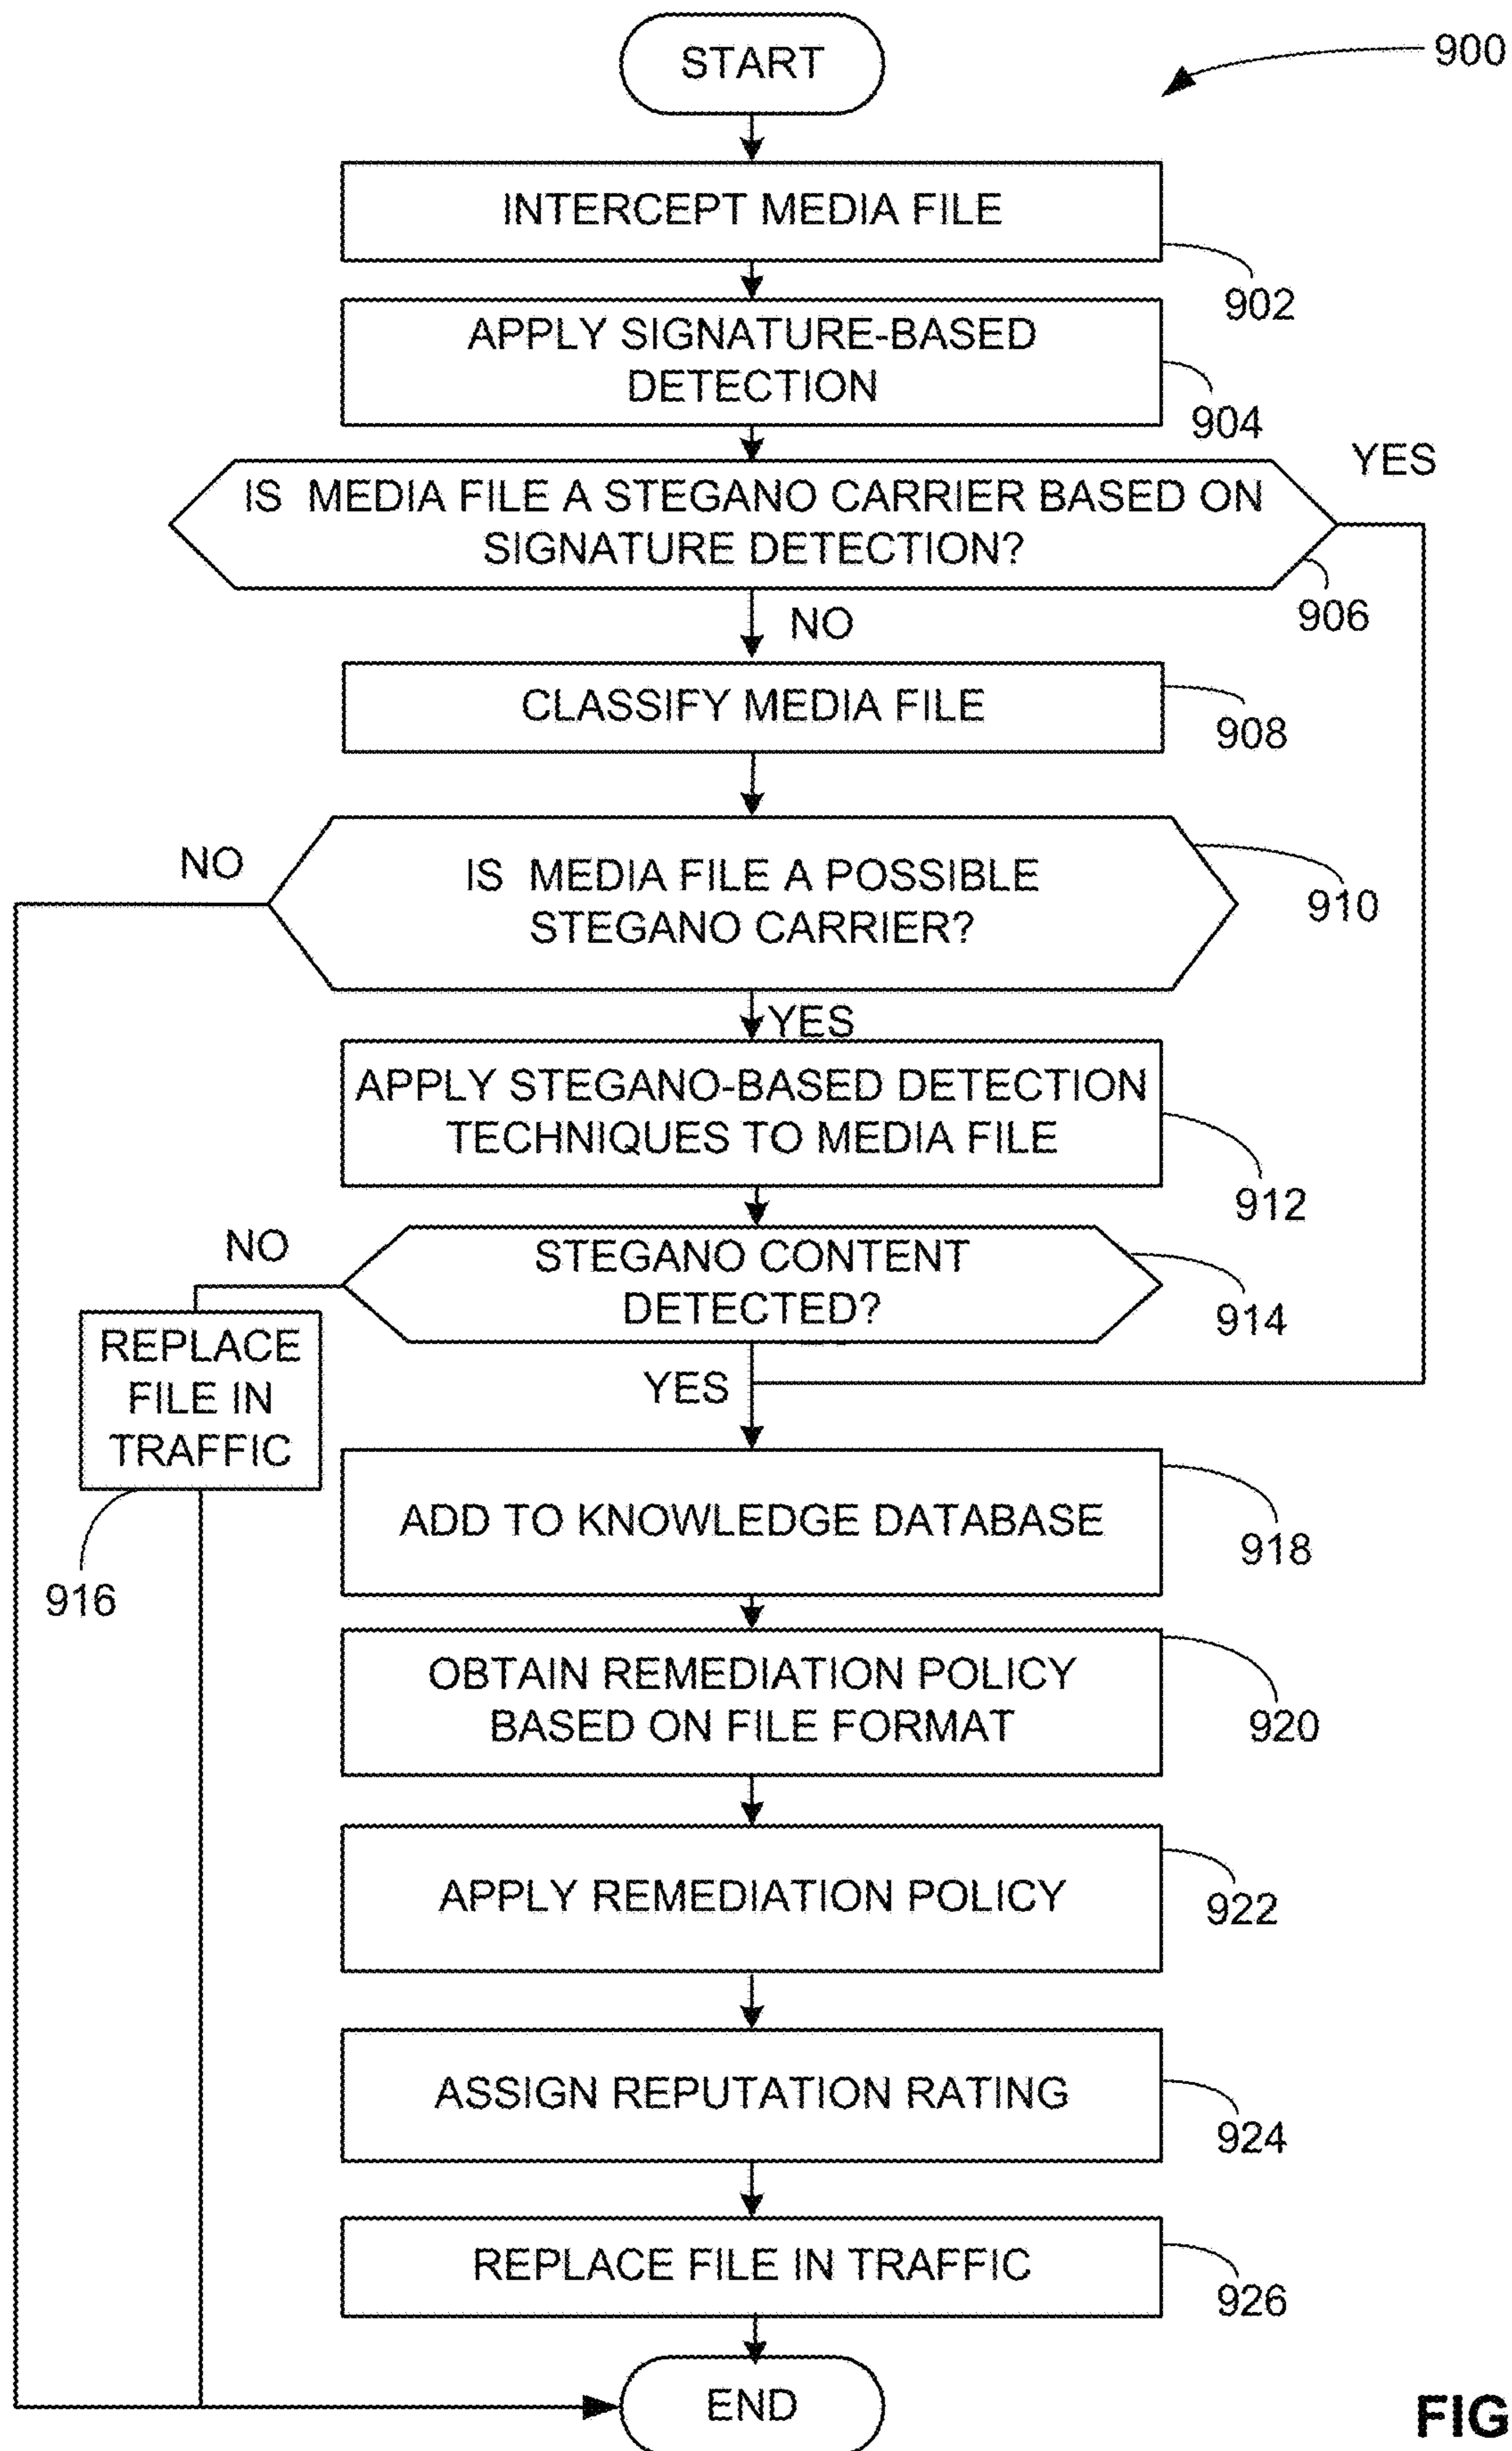 START
900
INTERCEPT MEDIA FILE
902
APPLY SIGNATURE-BASED
DETECTION
904
YES
IS MEDIA FILE A STEGANO CARRIER BASED ON
SIGNATURE DETECTION?
906
NO
CLASSIFY MEDIA FILE
908
NO
IS MEDIA FILE A POSSIBLE
STEGANO CARRIER?
910
YES
APPLY STEGANO-BASED DETECTION
TECHNIQUES TO MEDIA FILE
912
NO
STEGANO CONTENT
DETECTED?
914
REPLACE
FILE IN
TRAFFIC
916
YES
ADD TO KNOWLEDGE DATABASE
918
OBTAIN REMEDIATION POLICY
BASED ON FILE FORMAT
920
APPLY REMEDIATION POLICY
922
ASSIGN REPUTATION RATING
924
REPLACE FILE IN TRAFFIC
926
END
FIG